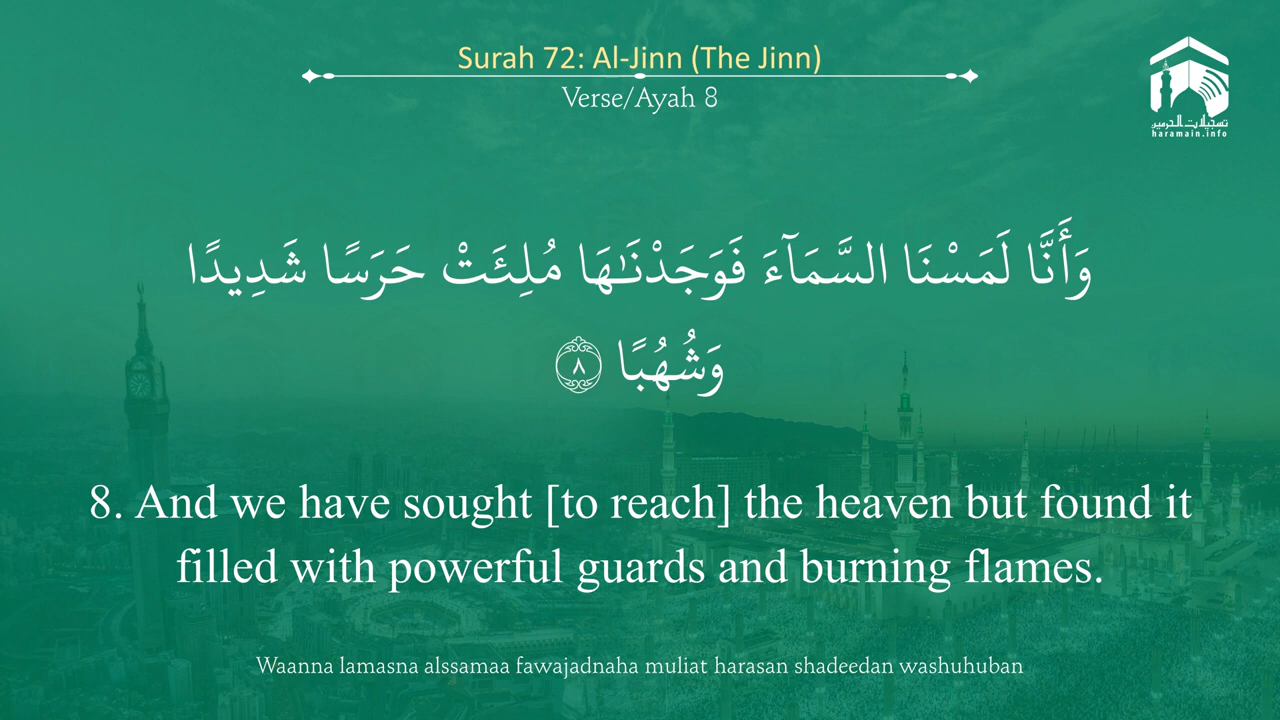 Surah 72: Al-Jinn (The Jinn)
Verse/Ayah 8
تسجيلات الحرمين
haramain.info
وَأَنَّا لَمَسْنَا السَّمَآءَ فَوَجَدْنَـٰهَا مُلِئَتْ حَرَسًا شَدِيدًا
وَشُهُبًا ٨
8. And we have sought [to reach] the heaven but found it
filled with powerful guards and burning flames.
Waanna lamasna alssamaa fawajadnaha muliat harasan shadeedan washuhuban